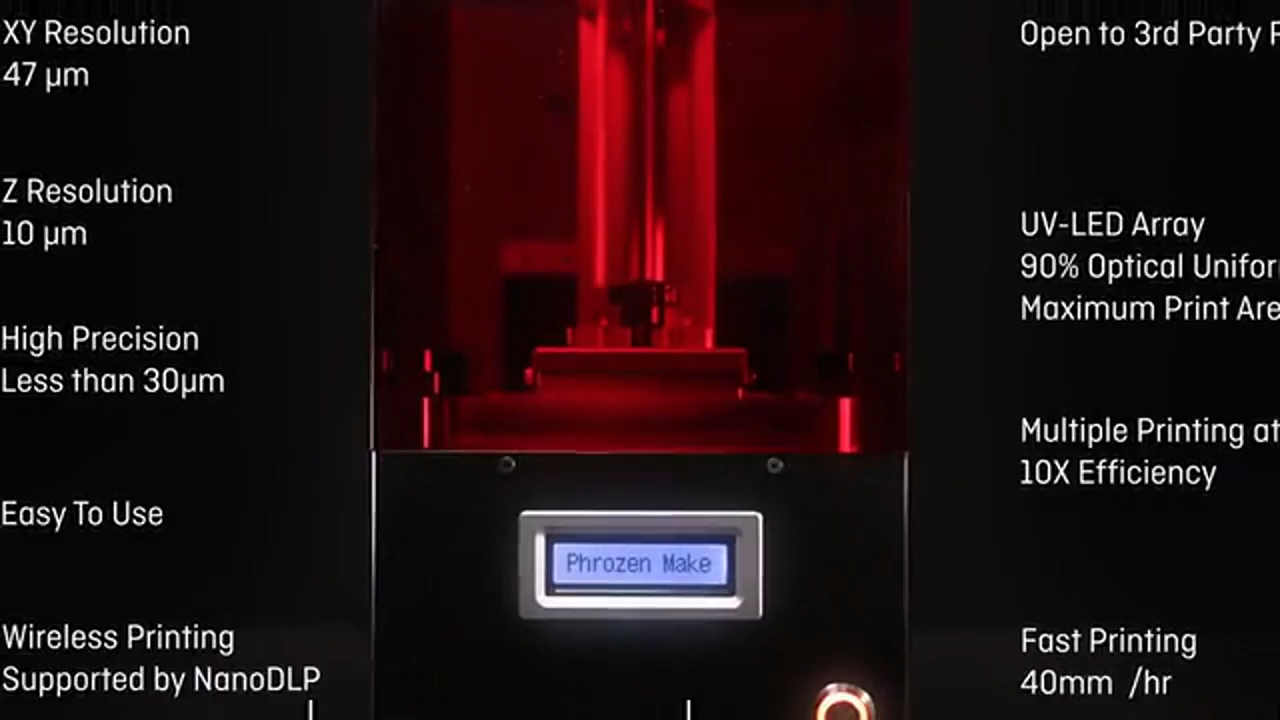 XY Resolution
47 µm
Z Resolution
10 µm
High Precision
Less than 30µm
Easy To Use
Wireless Printing
Supported by NanoDLP
Phrozen Make
Open to 3rd Party
UV-LED Array
90% Optical
Maximum Print
Multiple Printing at
10X Efficiency
Fast Printing
40mm /hr